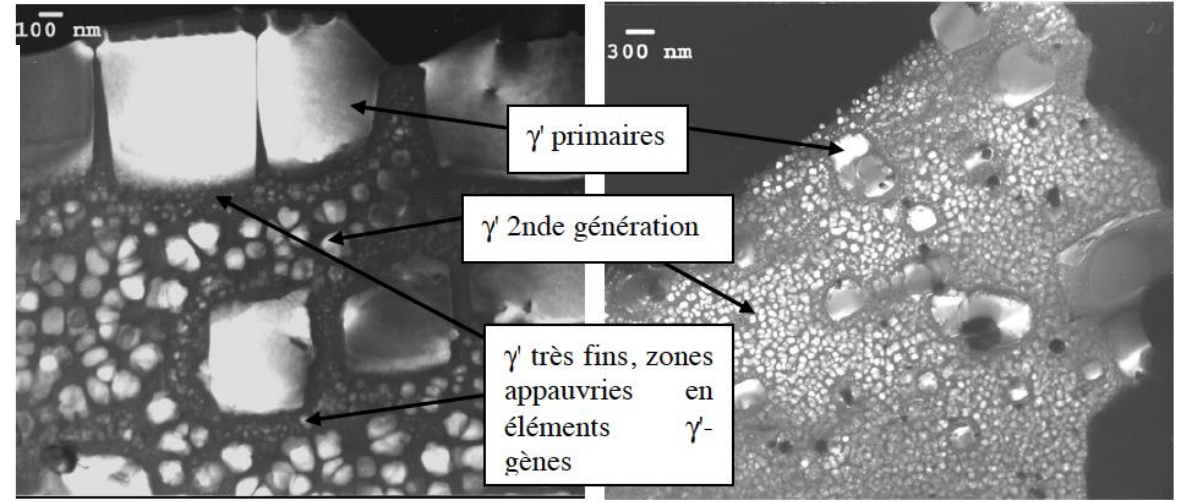 100 nm
300 nm
γ' primaires
γ' 2nde génération
γ' très fins, zones
appauvries en
éléments γ'-
gènes